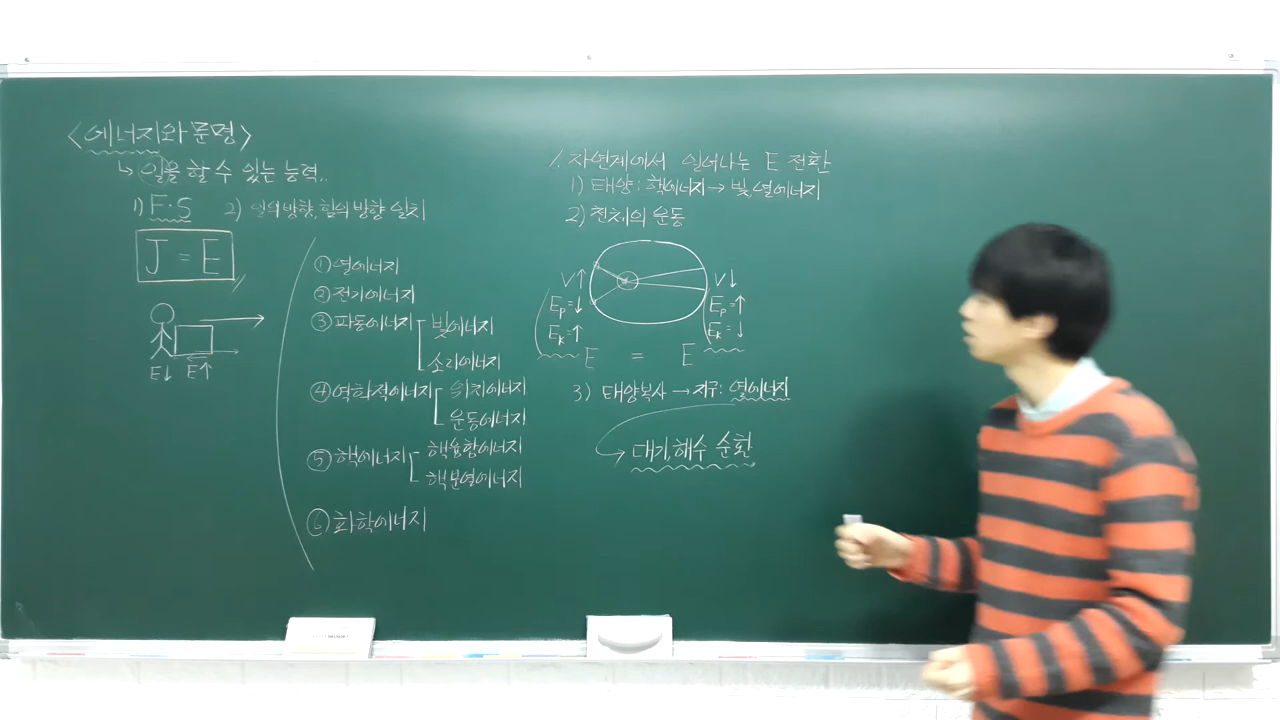 <에너지와 문명>
↳ 일을 할 수 있는 능력..
1) F·S 2) 일의 방향, 힘의 방향 일치
J = E
E↓ E↑
① 열에너지
② 전기에너지
③ 파동에너지 빛에너지
소리에너지
④ 역학적에너지 위치에너지
운동에너지
⑤ 핵에너지 핵융합에너지
핵분열에너지
⑥ 화학에너지
1. 자연계에서 일어나는 E 전환
1) 태양 : 핵에너지 → 빛, 열에너지
2) 천체의 운동
V↑ V↓
Ep=↓ Ep=↑
Ek=↑ Ek=↓
E = E
3) 태양복사 → 지구: 열에너지
→ 대기, 해수 순환